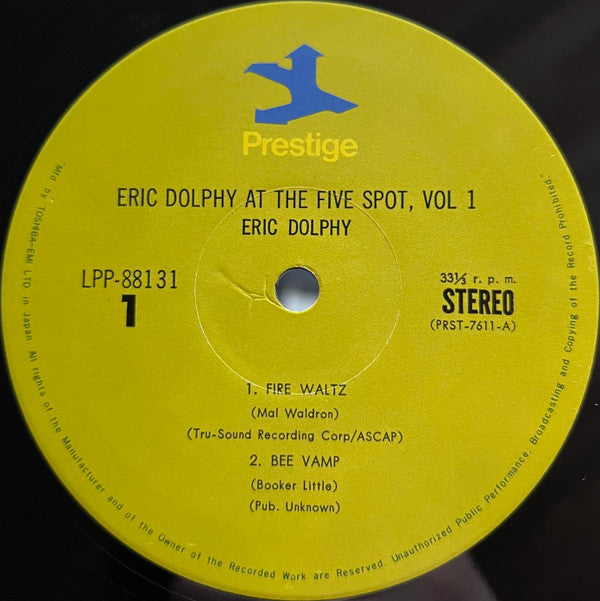 Prestige
ERIC DOLPHY AT THE FIVE SPOT, VOL 1
ERIC DOLPHY
LPP-88131
1
33⅓ r. p. m.
STEREO
(PRST-7611-A)
1. FIRE WALTZ
(Mal Waldron)
(Tru-Sound Recording Corp/ASCAP)
2. BEE VAMP
(Booker Little)
(Pub. Unknown)
"Mfd by TOSHIBA-EMI LTD. in Japan. All rights of the Manufacturer and of the Owner of the Recorded Work are Reserved. Unauthorized Public Performance, Broadcasting and Copying of the Record Prohibited"